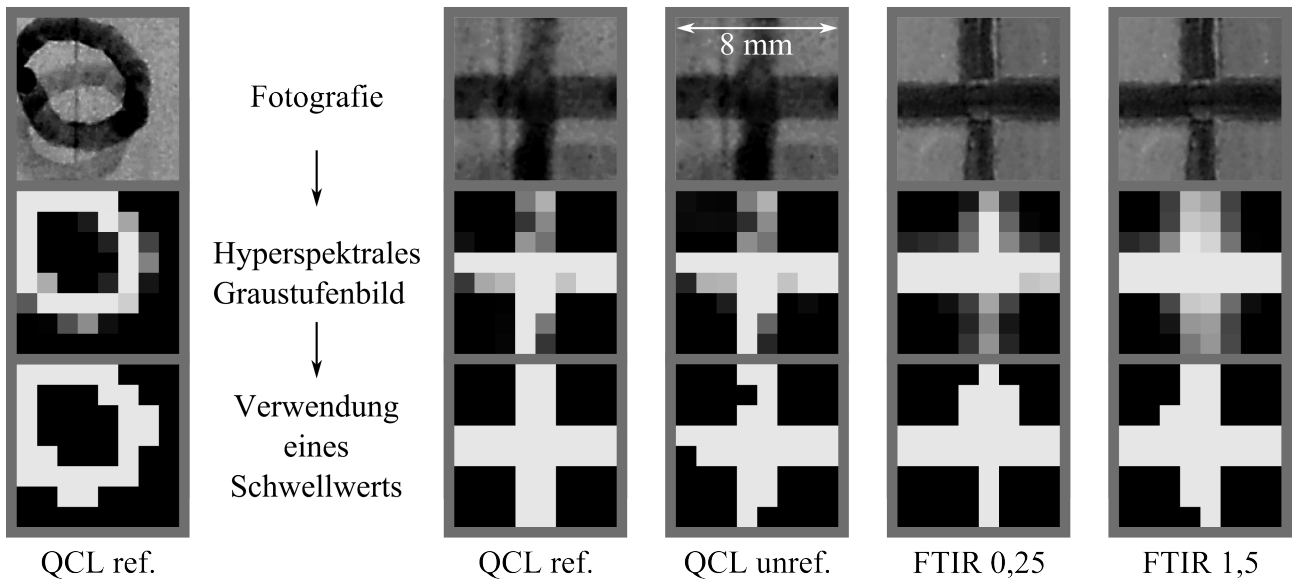 8 mm
Fotografie
Hyperspektrales
Graustufenbild
Verwendung
eines
Schwellwerts
QCL ref.
QCL ref.
QCL unref.
FTIR 0,25
FTIR 1,5